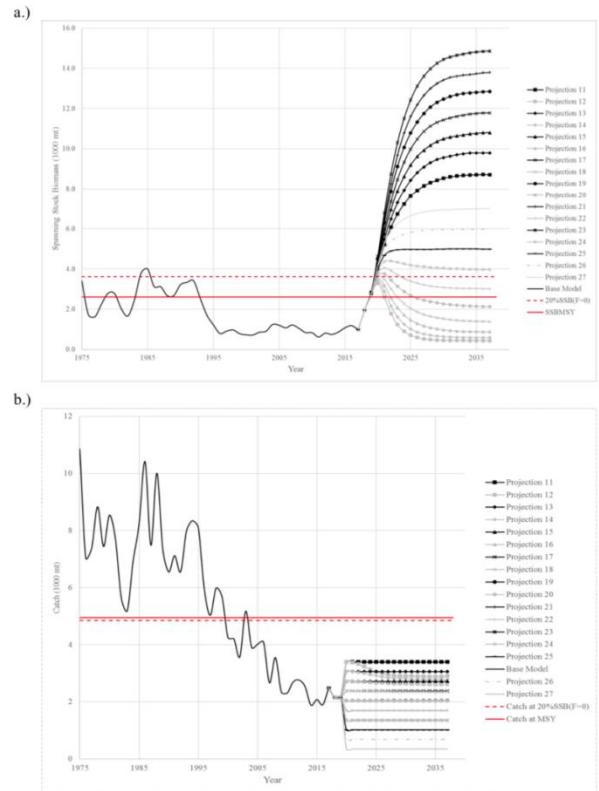 a.)
16.0
14.0
12.0
10.0
8.0
6.0
4.0
2.0
0.0
Spawning Stock Biomass (1000 mt)
1975
1985
1995
2005
2015
2025
2035
Year
Projection 11
Projection 12
Projection 13
Projection 14
Projection 15
Projection 16
Projection 17
Projection 18
Projection 19
Projection 20
Projection 21
Projection 22
Projection 23
Projection 24
Projection 25
Projection 26
Projection 27
Base Model
20%SSB(F=0)
SSBMSY
b.)
12
10
8
6
4
2
0
Catch (1000 mt)
1975
1985
1995
2005
2015
2025
2035
Year
Projection 11
Projection 12
Projection 13
Projection 14
Projection 15
Projection 16
Projection 17
Projection 18
Projection 19
Projection 20
Projection 21
Projection 22
Projection 23
Projection 24
Projection 25
Base Model
Projection 26
Projection 27
Catch at 20%SSB(F=0)
Catch at MSY